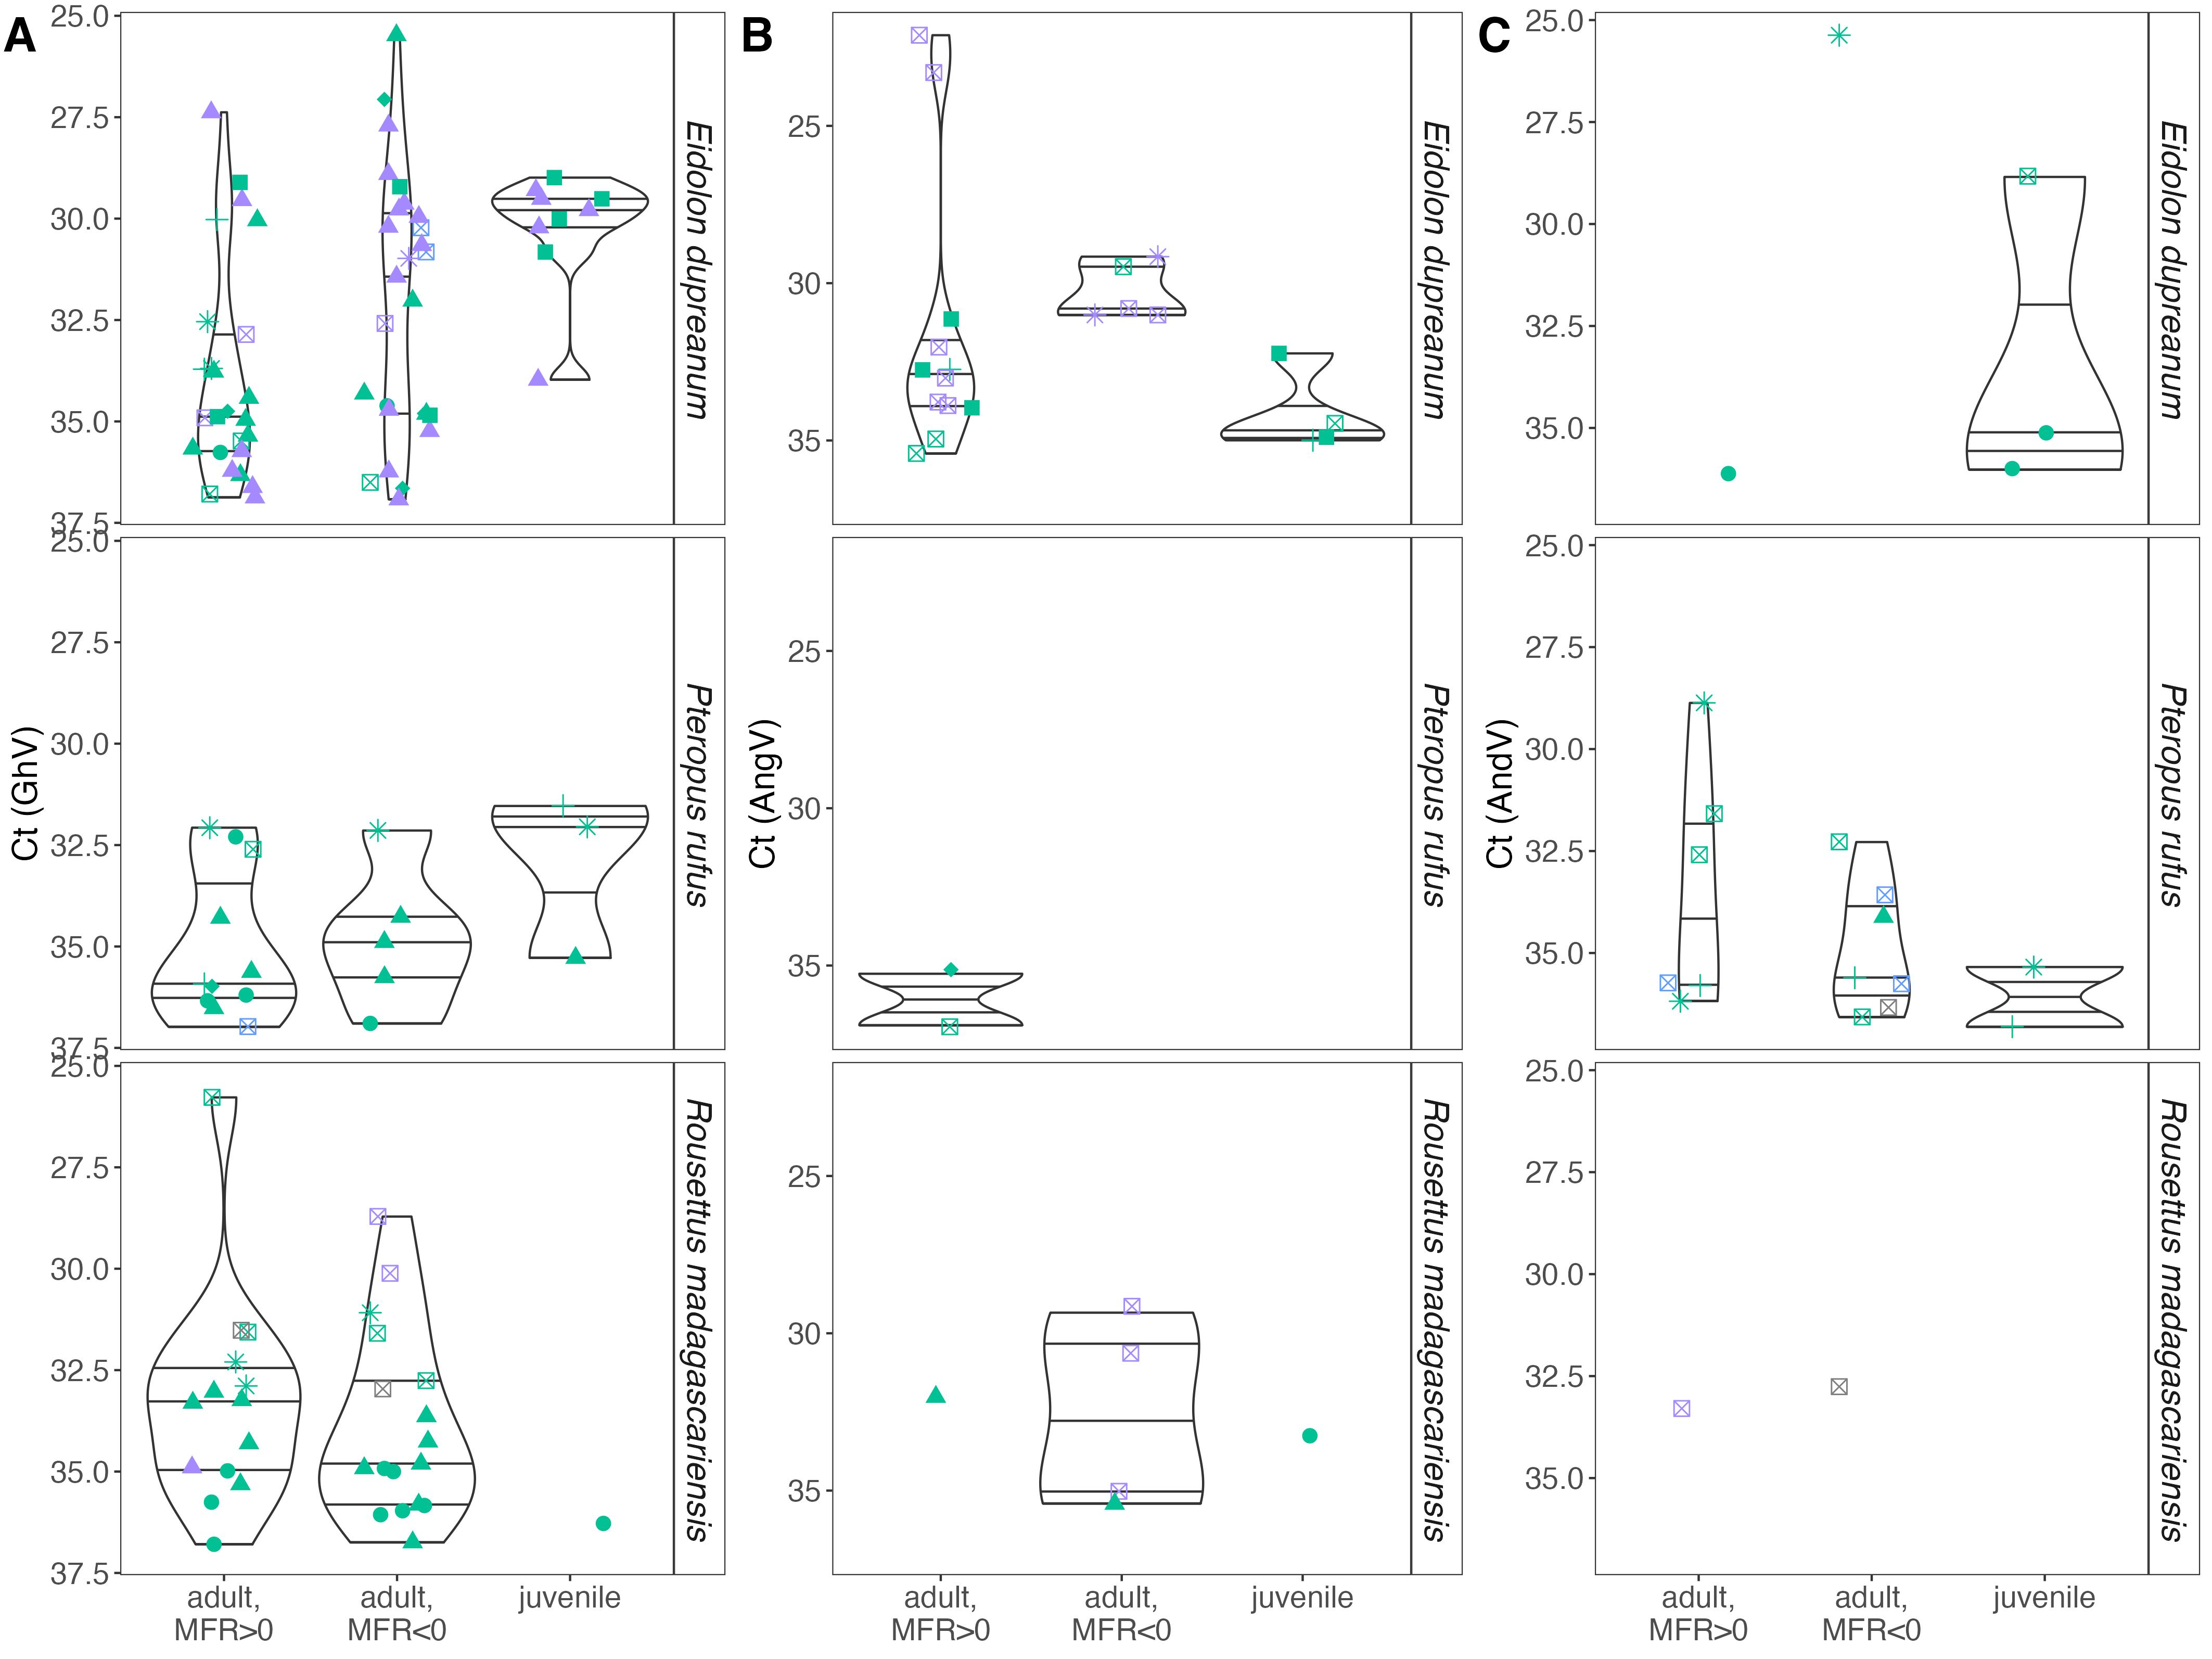 A
B
C
25.0
27.5
30.0
32.5
35.0
37.5
Eidolon dupreanum
25
30
35
Eidolon dupreanum
25.0
27.5
30.0
32.5
35.0
Eidolon dupreanum
Ct (GhV)
25.0
27.5
30.0
32.5
35.0
37.5
Pteropus rufus
Ct (AngV)
25
30
35
Pteropus rufus
Ct (AndV)
25.0
27.5
30.0
32.5
35.0
Pteropus rufus
25.0
27.5
30.0
32.5
35.0
37.5
Rousettus madagascariensis
25
30
35
Rousettus madagascariensis
25.0
27.5
30.0
32.5
35.0
Rousettus madagascariensis
adult,
MFR>0
adult,
MFR<0
juvenile
adult,
MFR>0
adult,
MFR<0
juvenile
adult,
MFR>0
adult,
MFR<0
juvenile